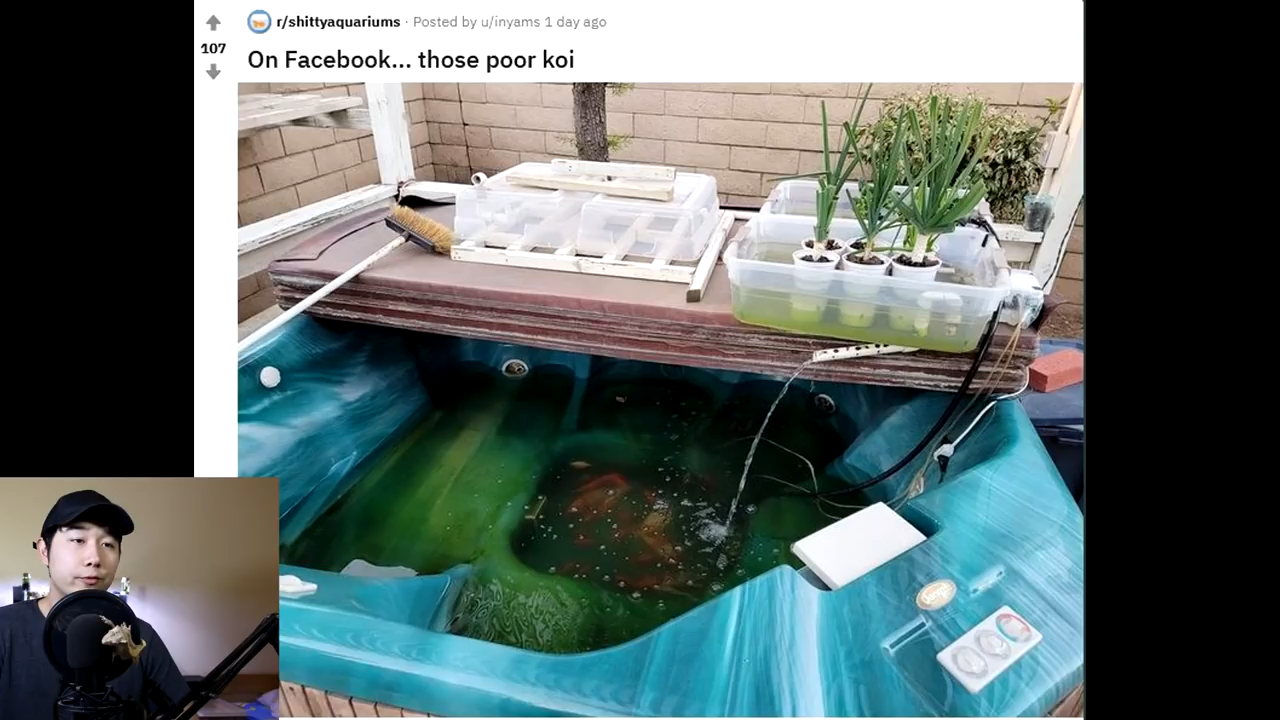 r/shittyaquariums · Posted by u/inyams 1 day ago
107
On Facebook... those poor koi